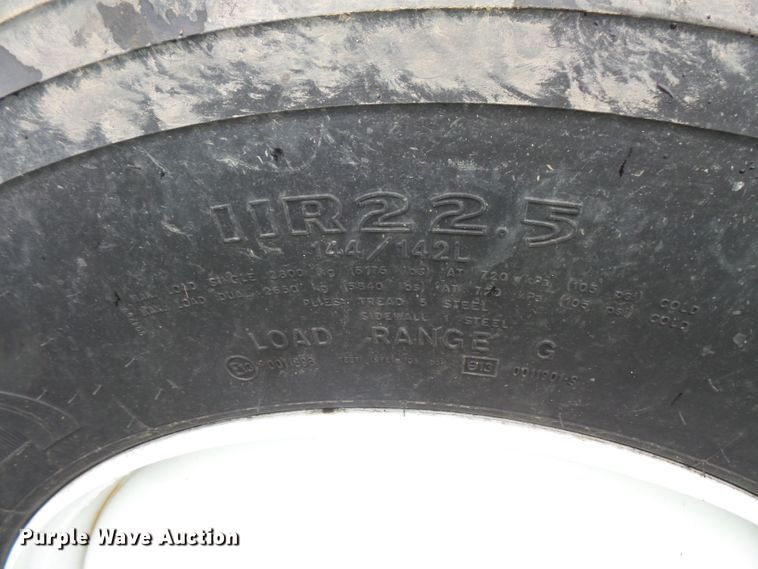 11R22.5
144/142L
MAX. LOAD SINGLE 2800 kg (6175 lbs) AT 720 kPa (105 psi) COLD
MAX. LOAD DUAL 2650 kg (5840 lbs) AT 720 kPa (105 psi) COLD
PLIES: TREAD 5 STEEL
SIDEWALL 1 STEEL
LOAD RANGE G
Purple Wave Auction